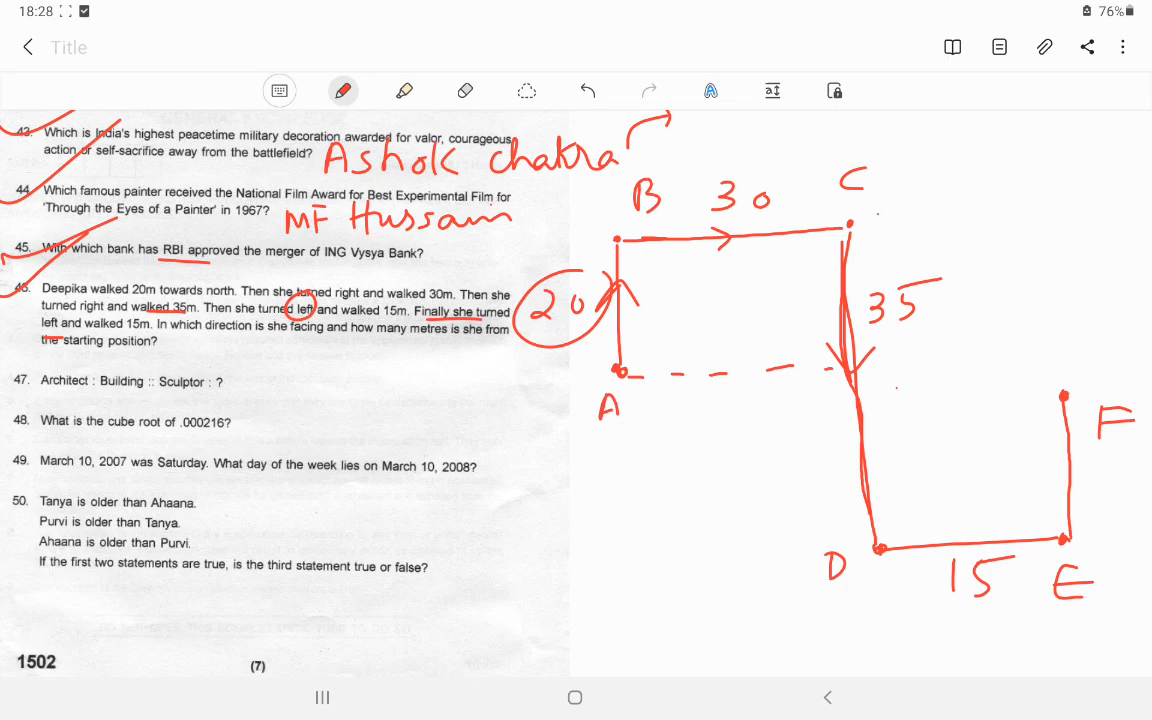 18:28
76%
Title
43. Which is India's highest peacetime military decoration awarded for valor, courageous
action or self-sacrifice away from the battlefield?
Ashok Chakra
44. Which famous painter received the National Film Award for Best Experimental Film for
'Through the Eyes of a Painter' in 1967?
MF Hussain
45. With which bank has RBI approved the merger of ING Vysya Bank?
46. Deepika walked 20m towards north. Then she turned right and walked 30m. Then she
turned right and walked 35m. Then she turned left and walked 15m. Finally she turned
left and walked 15m. In which direction is she facing and how many metres is she from
the starting position?
47. Architect : Building :: Sculptor : ?
48. What is the cube root of .000216?
49. March 10, 2007 was Saturday. What day of the week lies on March 10, 2008?
50. Tanya is older than Ahaana.
Purvi is older than Tanya.
Ahaana is older than Purvi.
If the first two statements are true, is the third statement true or false?
1502
(7)
B 30 C
20
35
A
F
D 15 E